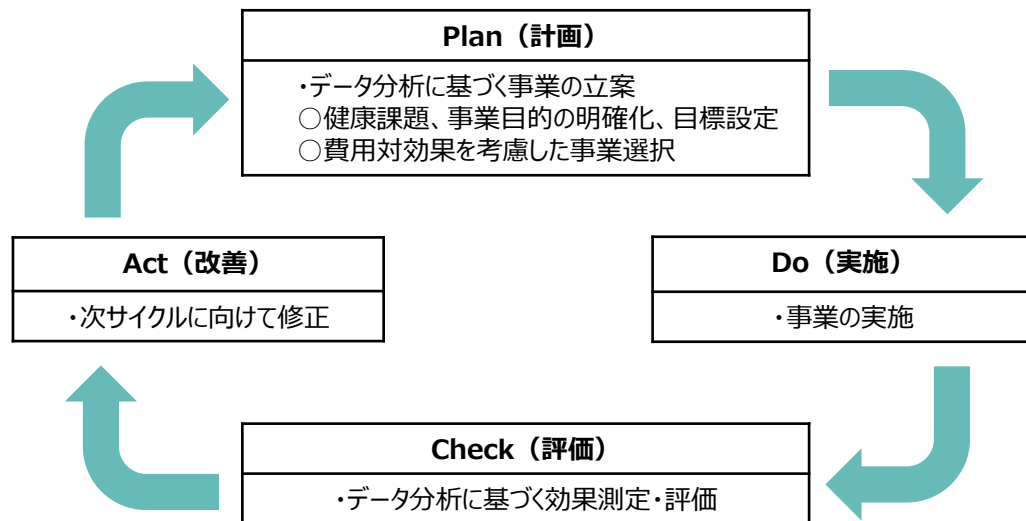 Plan（計画）
・データ分析に基づく事業の立案
○健康課題、事業目的の明確化、目標設定
○費用対効果を考慮した事業選択
Do（実施）
・事業の実施
Check（評価）
・データ分析に基づく効果測定・評価
Act（改善）
・次サイクルに向けて修正